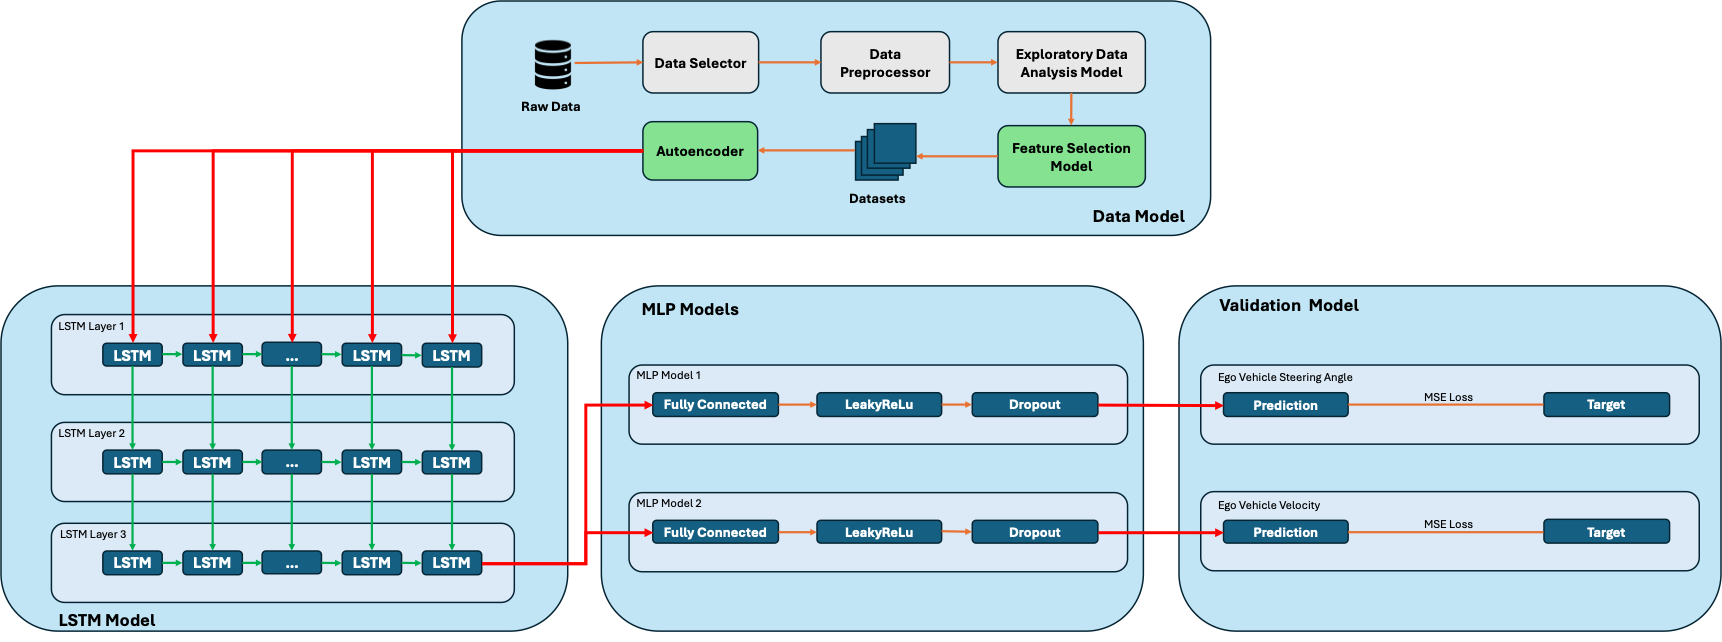 Raw Data
Data Selector
Data
Preprocessor
Exploratory Data
Analysis Model
Autoencoder
Datasets
Feature Selection
Model
Data Model
LSTM Layer 1
LSTM
LSTM
...
LSTM
LSTM
LSTM Layer 2
LSTM
LSTM
...
LSTM
LSTM
LSTM Layer 3
LSTM
LSTM
...
LSTM
LSTM
LSTM Model
MLP Models
MLP Model 1
Fully Connected
LeakyReLu
Dropout
MLP Model 2
Fully Connected
LeakyReLu
Dropout
Validation Model
Ego Vehicle Steering Angle
Prediction
MSE Loss
Target
Ego Vehicle Velocity
Prediction
MSE Loss
Target